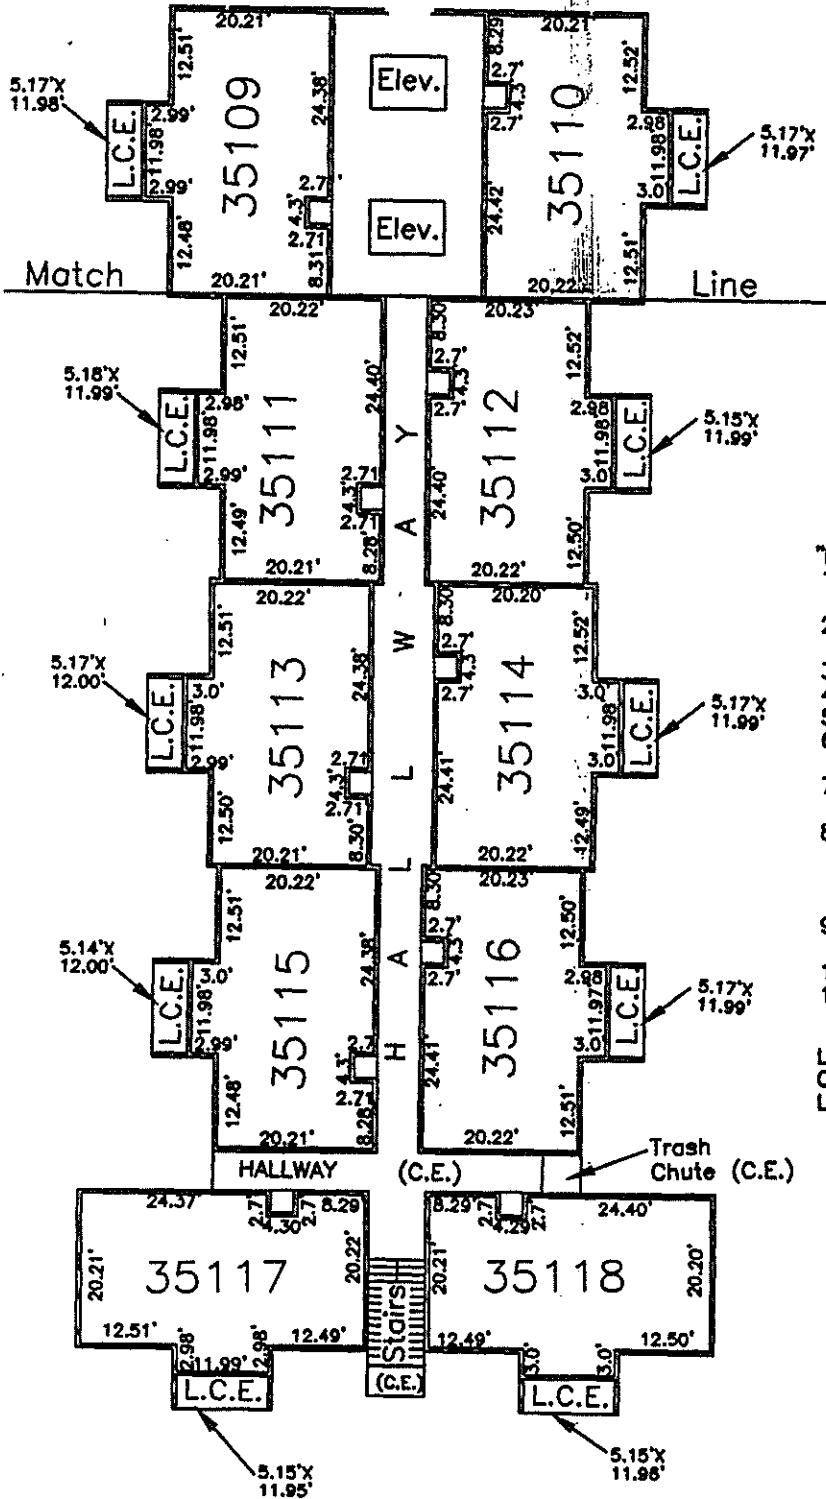 20.21' 20.21
12.51' 8.29 12.52'
5.17'X
11.98'
L.C.E. 2.99' 11.98' 2.99' 35109 24.38' Elev. 2.7' 4.3' 2.7' 35110 2.98 11.98' 3.0' L.C.E.
5.17'X
11.97'
2.71' 4.3' 2.71 Elev. 24.42'
12.48' 8.31 12.51'
Match 20.21' 20.22' Line
20.22' 20.23'
12.51' 8.30 12.52'
5.18'X
11.99'
L.C.E. 2.98' 11.98' 2.99' 35111 24.40' 2.7' 4.3' 2.7' 35112 2.98 11.98' 3.0' L.C.E.
5.15'X
11.99'
2.71 4.3' 2.71 24.40'
12.49' 8.28' 12.50'
20.21' 20.22'
20.22' 20.20'
12.51' 8.30 12.52'
5.17'X
12.00'
L.C.E. 3.0' 11.98' 2.99' 35113 24.38' 2.7' 4.3' 2.7' 35114 3.0' 11.98 3.0' L.C.E.
5.17'X
11.99'
2.71 4.3' 2.71 24.41'
12.50' 8.30' 12.49'
20.21' 20.22'
20.22' 20.23
12.51' 8.30 12.50'
5.14'X
12.00'
L.C.E. 3.0' 11.98' 2.99' 35115 24.38' 2.7' 4.3' 2.7' 35116 2.98 11.97' 3.0' L.C.E.
5.17'X
11.99'
2.71 4.3' 2.71 24.41'
12.48' 8.28' 12.51'
20.21' 20.22'
HALLWAY
HALLWAY (C.E.)
Trash
Chute (C.E.)
24.37' 2.7' 4.30' 2.7' 8.29 8.29' 2.7' 4.29' 2.7' 24.40'
20.21' 35117 20.22' 20.21' 35118 20.20'
Stairs
(C.E.)
12.51' 2.98' 11.99' 2.98' 12.49' 12.49' 3.0' 3.0' 12.50'
L.C.E. L.C.E.
5.15'X
11.95'
5.15'X
11.98'